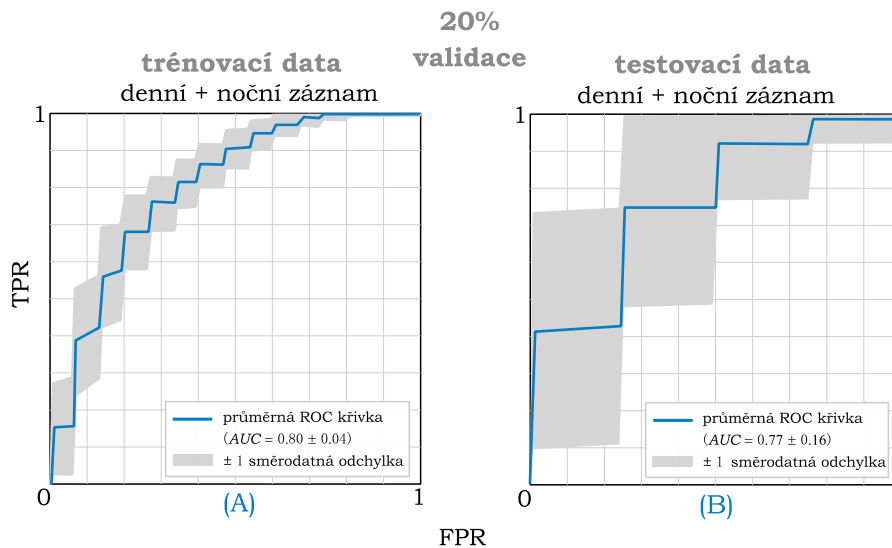 20%
validace
trénovací data
denní + noční záznam
testovací data
denní + noční záznam
1
TPR
průměrná ROC křivka
(AUC = 0.80 ± 0.04)
± 1 směrodatná odchylka
0
(A)
1
1
průměrná ROC křivka
(AUC = 0.77 ± 0.16)
± 1 směrodatná odchylka
0
(B)
FPR